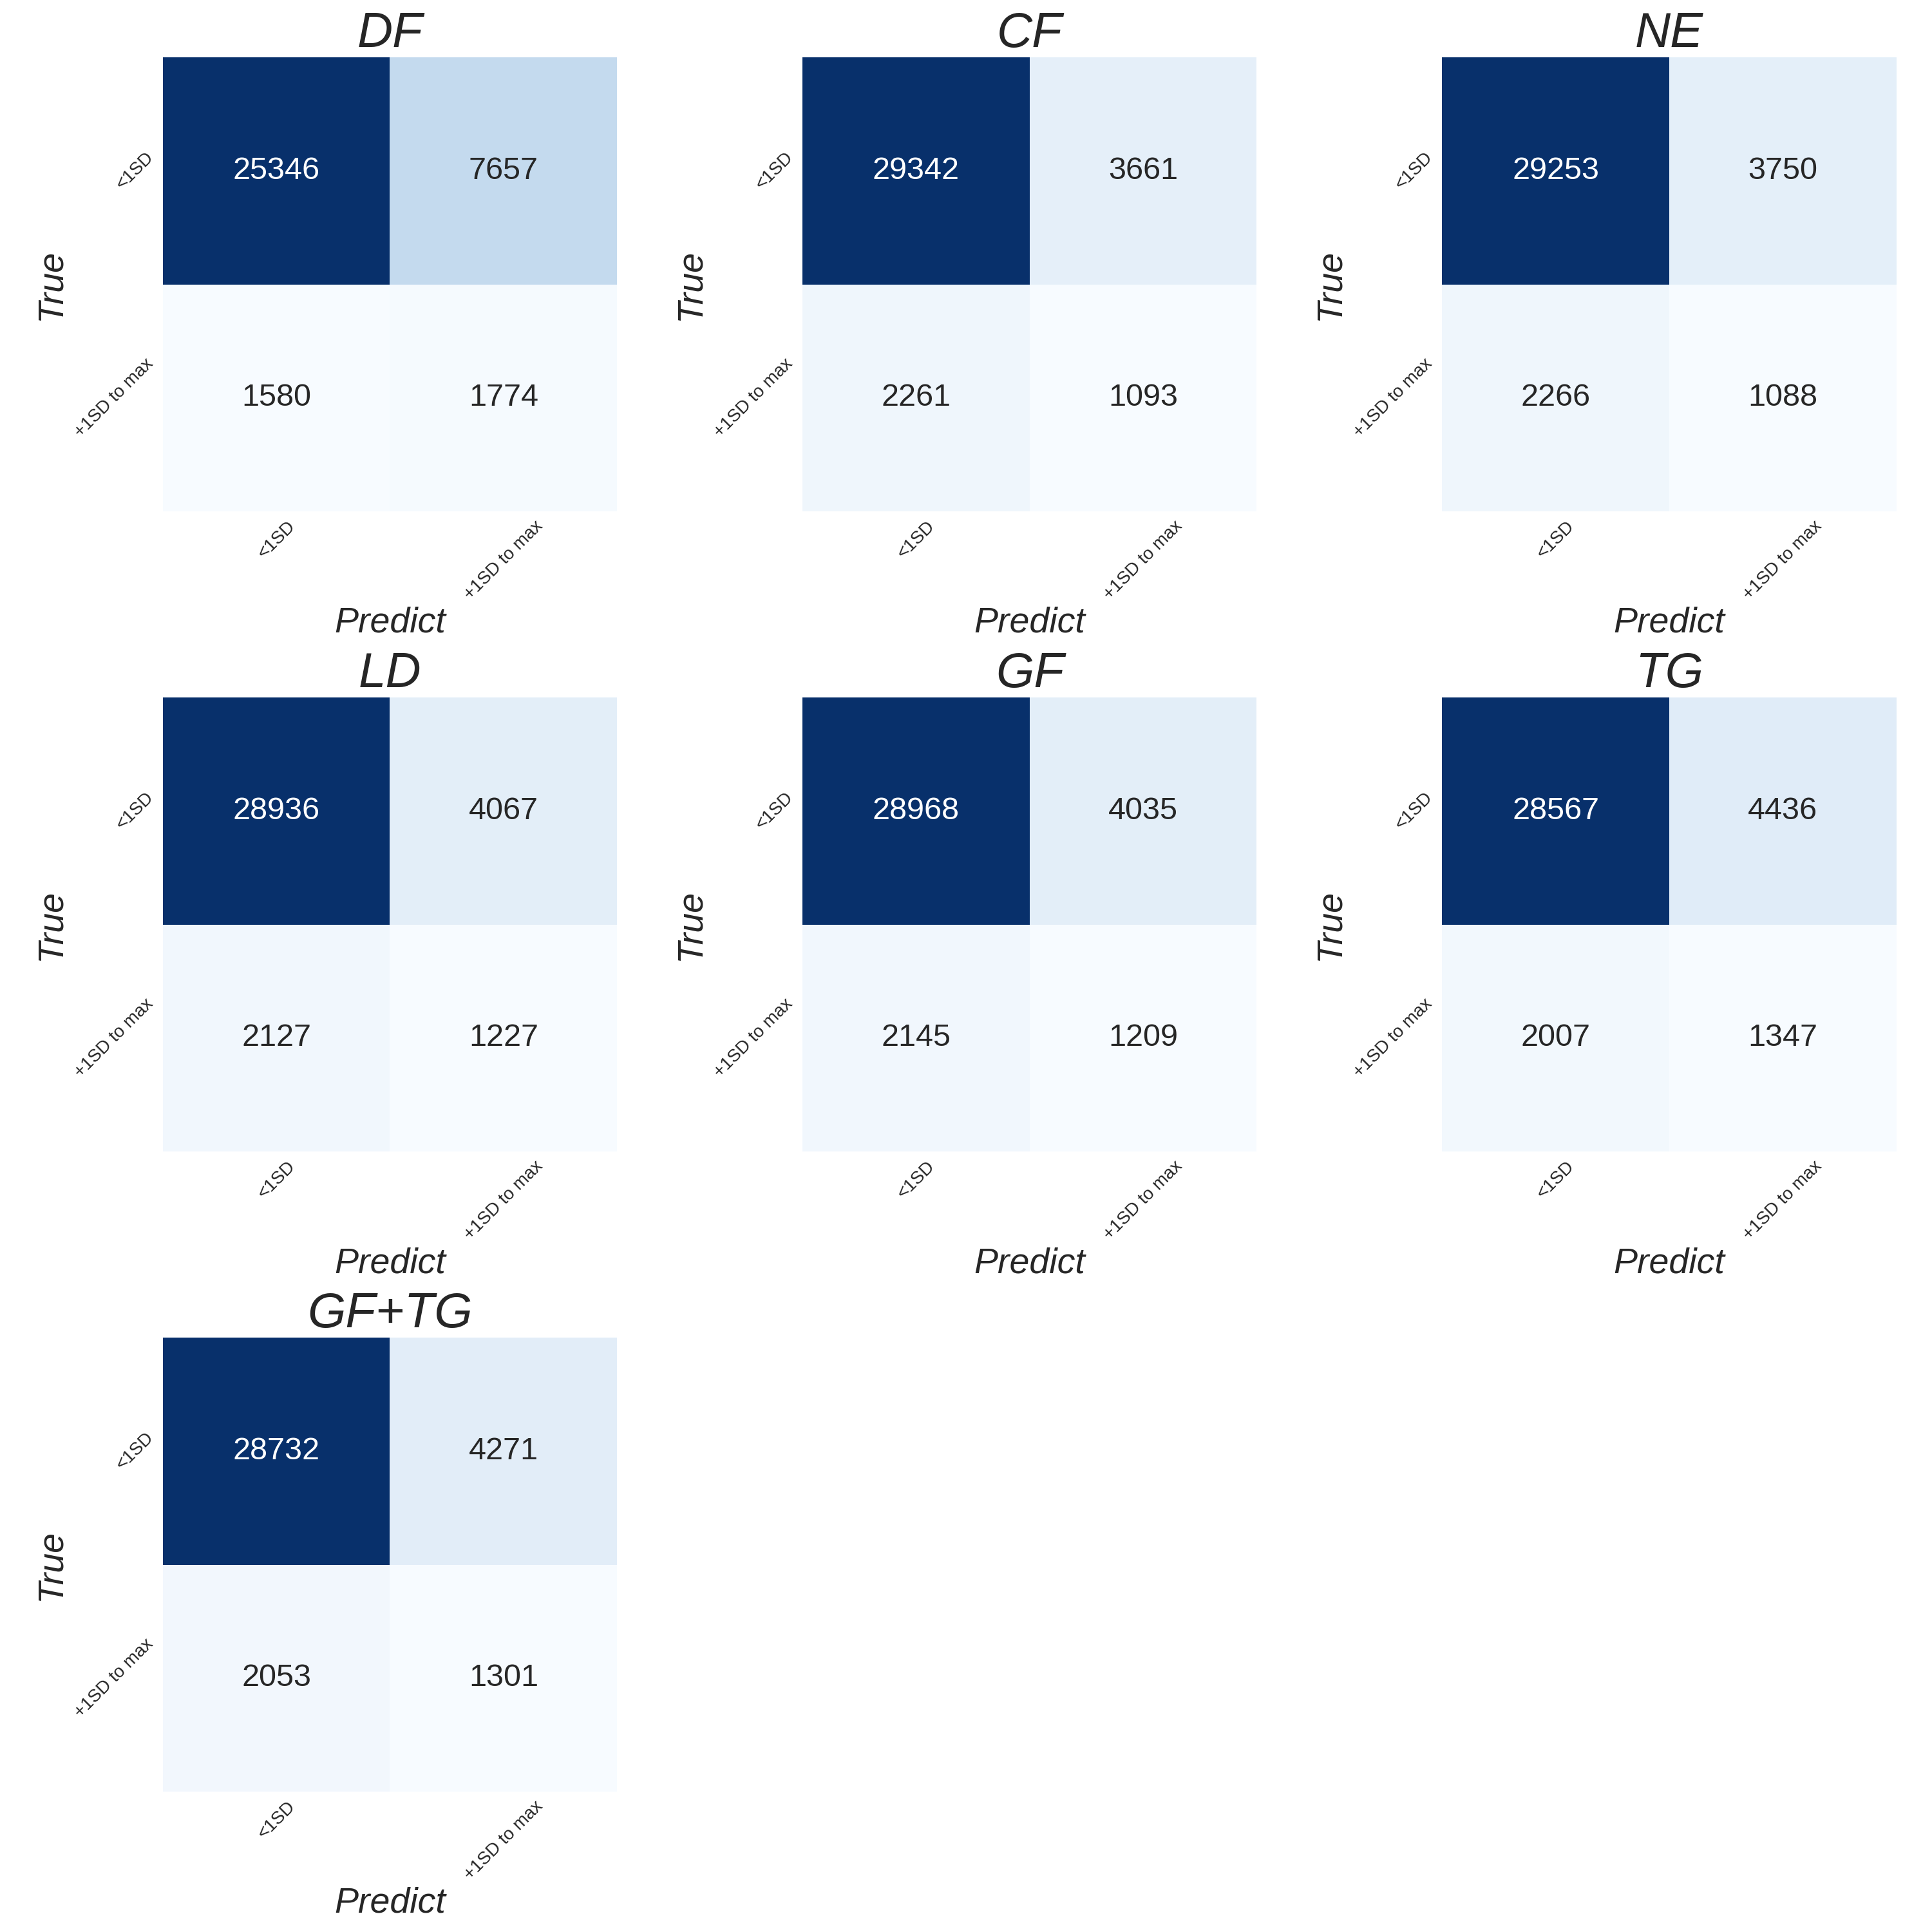 DF
CF
NE
<1SD
25346
7657
<1SD
29342
3661
<1SD
29253
3750
True
True
True
+1SD to max
1580
1774
+1SD to max
2261
1093
+1SD to max
2266
1088
<1SD
+1SD to max
<1SD
+1SD to max
<1SD
+1SD to max
Predict
Predict
Predict
LD
GF
TG
<1SD
28936
4067
<1SD
28968
4035
<1SD
28567
4436
True
True
True
+1SD to max
2127
1227
+1SD to max
2145
1209
+1SD to max
2007
1347
<1SD
+1SD to max
<1SD
+1SD to max
<1SD
+1SD to max
Predict
Predict
Predict
GF+TG
<1SD
28732
4271
True
+1SD to max
2053
1301
<1SD
+1SD to max
Predict